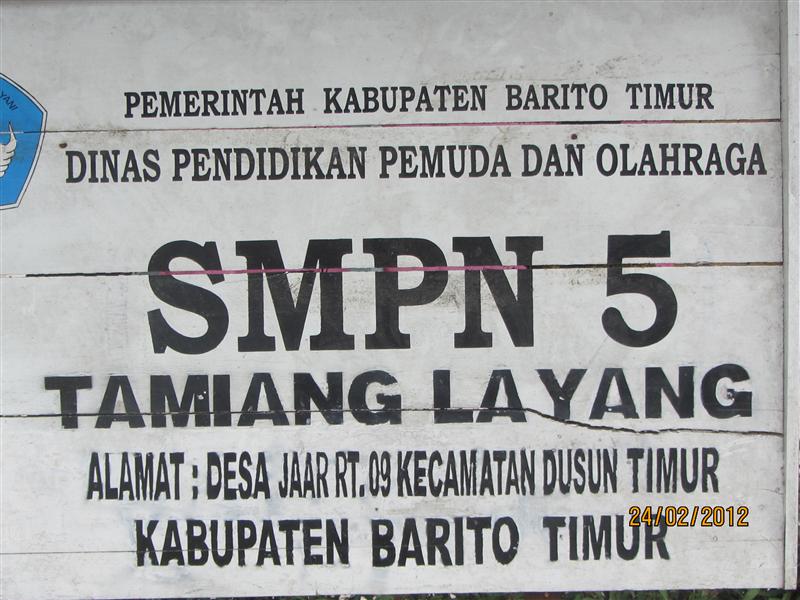 PEMERINTAH KABUPATEN BARITO TIMUR
DINAS PENDIDIKAN PEMUDA DAN OLAHRAGA
SMPN 5
TAMIANG LAYANG
ALAMAT : DESA JAAR RT. 09 KECAMATAN DUSUN TIMUR
KABUPATEN BARITO TIMUR
24/02/2012